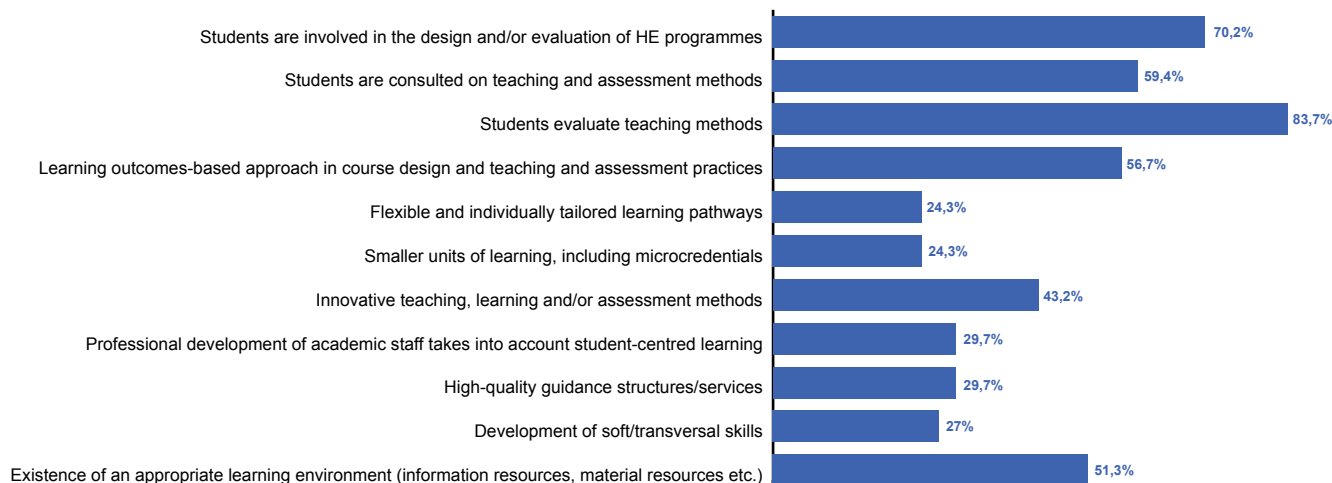 Students are involved in the design and/or evaluation of HE programmes 70,2%
Students are consulted on teaching and assessment methods 59,4%
Students evaluate teaching methods 83,7%
Learning outcomes-based approach in course design and teaching and assessment practices 56,7%
Flexible and individually tailored learning pathways 24,3%
Smaller units of learning, including microcredentials 24,3%
Innovative teaching, learning and/or assessment methods 43,2%
Professional development of academic staff takes into account student-centred learning 29,7%
High-quality guidance structures/services 29,7%
Development of soft/transversal skills 27%
Existence of an appropriate learning environment (information resources, material resources etc.) 51,3%